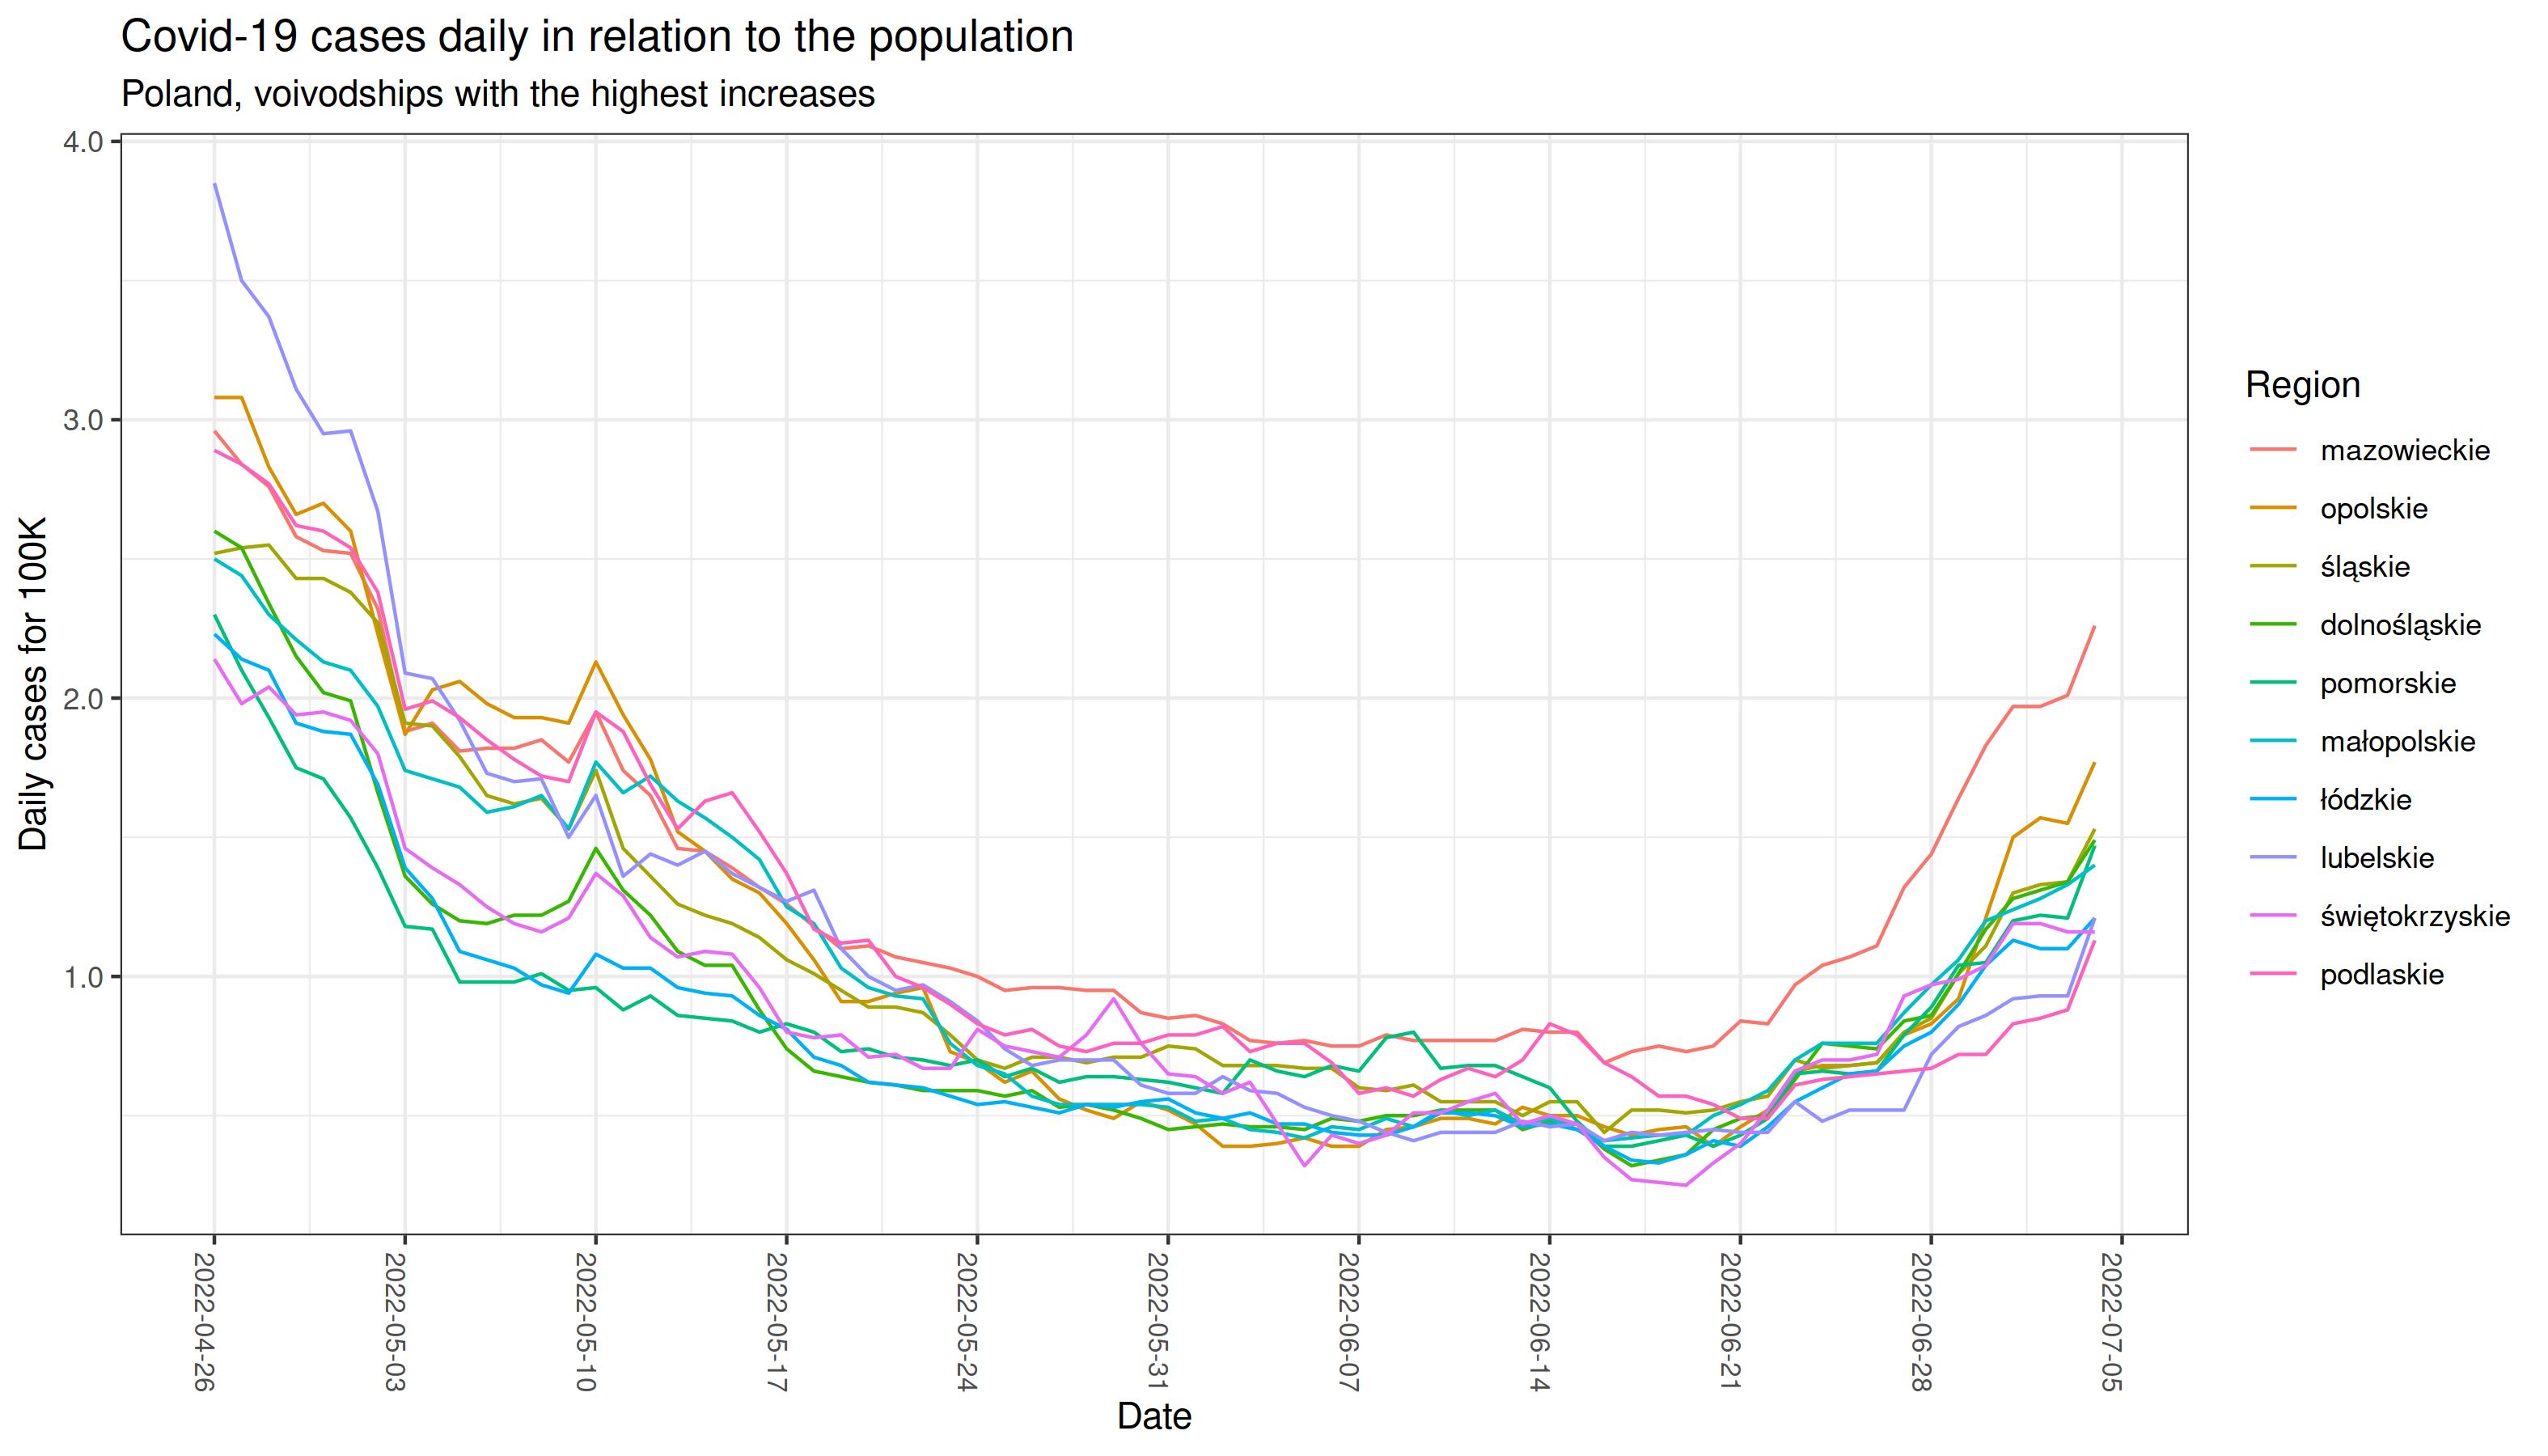 Covid-19 cases daily in relation to the population
Poland, voivodships with the highest increases
4.0
3.0
2.0
1.0
Daily cases for 100K
2022-04-26
2022-05-03
2022-05-10
2022-05-17
2022-05-24
2022-05-31
2022-06-07
2022-06-14
2022-06-21
2022-06-28
2022-07-05
Date
Region
mazowieckie
opolskie
śląskie
dolnośląskie
pomorskie
małopolskie
łódzkie
lubelskie
świętokrzyskie
podlaskie